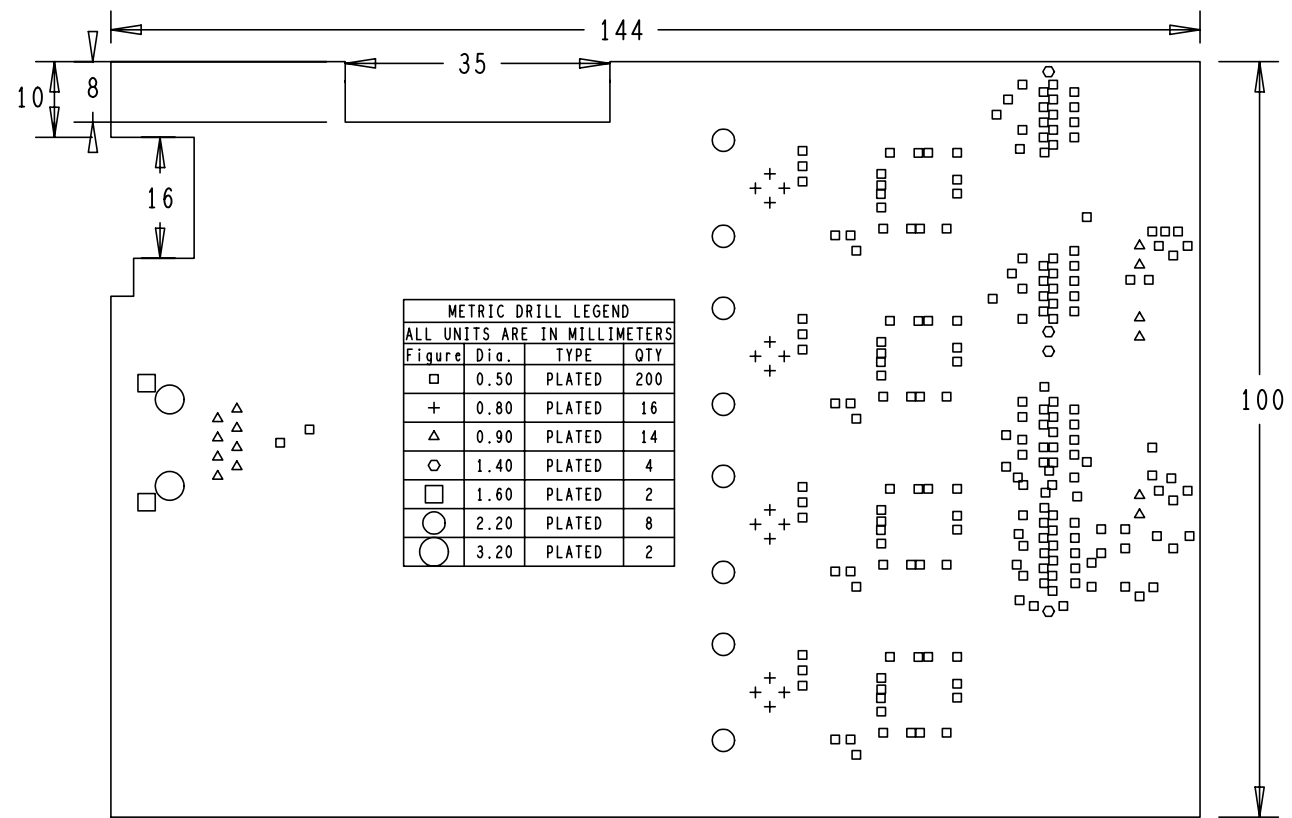 144
35
8
10
16
METRIC DRILL LEGEND
ALL UNITS ARE IN MILLIMETERS
Figure Dia. TYPE QTY
0.50 PLATED 200
0.80 PLATED 16
0.90 PLATED 14
1.40 PLATED 4
1.60 PLATED 2
2.20 PLATED 8
3.20 PLATED 2
100